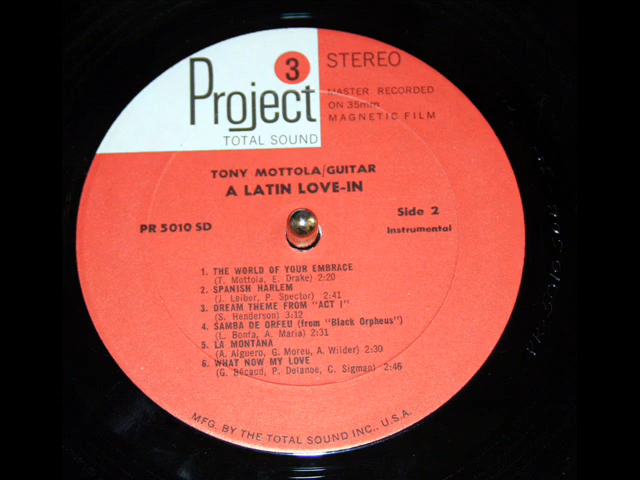 Project 3
TOTAL SOUND
STEREO
MASTER RECORDED
ON 35mm
MAGNETIC FILM
TONY MOTTOLA/GUITAR
A LATIN LOVE-IN
PR 5010 SD
Side 2
Instrumental
1. THE WORLD OF YOUR EMBRACE
(T. Mottola, E. Drake) 2:20
2. SPANISH HARLEM
(J. Leiber, P. Spector) 2:41
3. DREAM THEME FROM "ACT I"
(S. Henderson) 3:12
4. SAMBA DE ORFEU (from "Black Orpheus")
(L. Bonfa, A. Maria) 2:31
5. LA MONTANA
(A. Alguero, G. Moreu, A. Wilder) 2:30
6. WHAT NOW MY LOVE
(G. Bécaud, P. Delanoe, C. Sigman) 2:46
MFG. BY THE TOTAL SOUND INC., U.S.A.